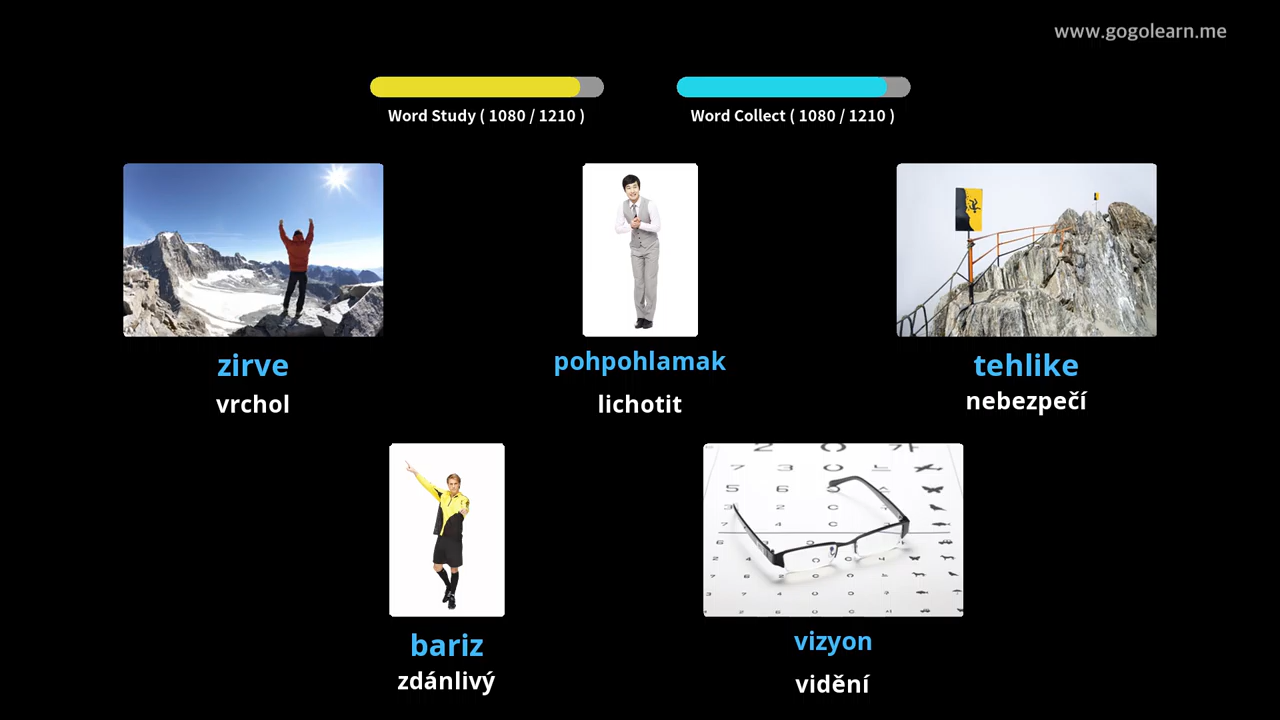 www.gogolearn.me
Word Study ( 1080 / 1210 )
Word Collect ( 1080 / 1210 )
zirve
vrchol
pohpohlamak
lichotit
tehlike
nebezpečí
bariz
zdánlivý
vizyon
vidění